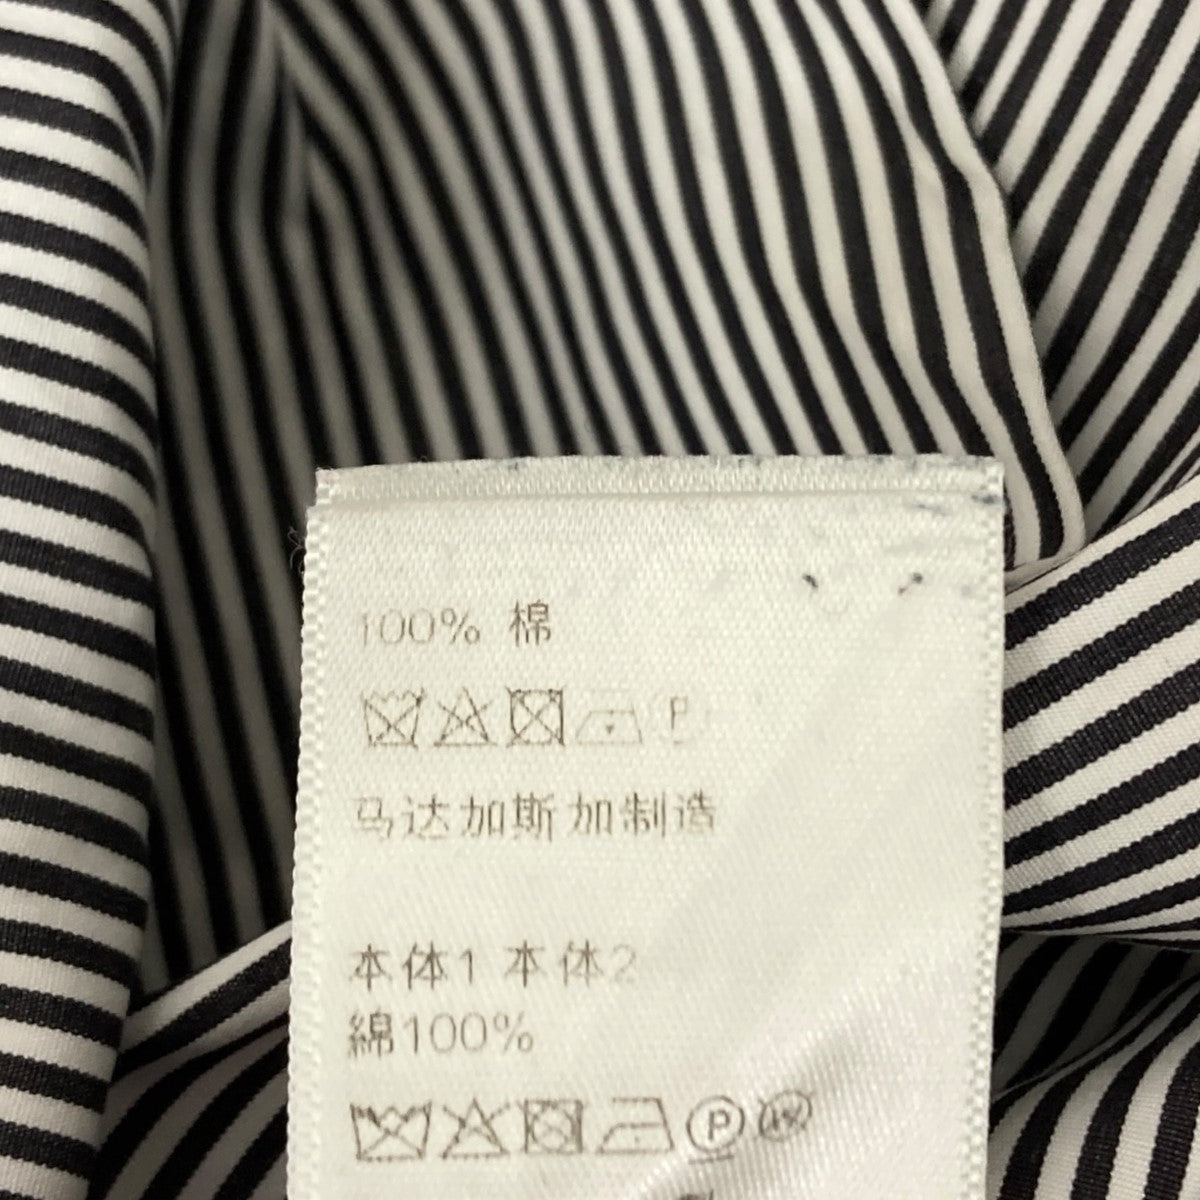 100% 棉
P
马达加斯加制造
本体1 本体2
綿100%
P W